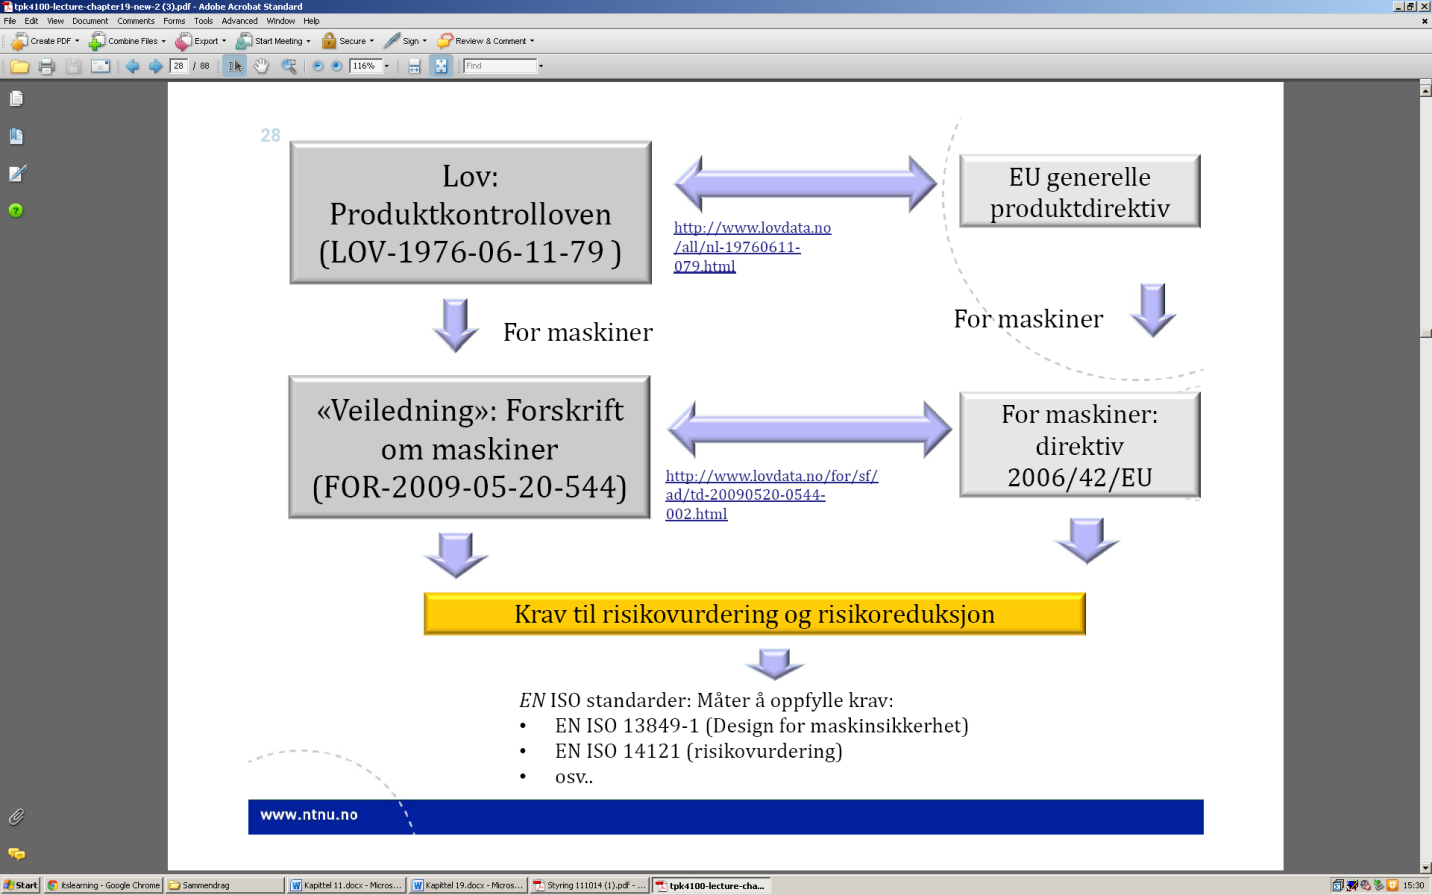 tpk4100-lecture-chapter19-new-2 (3).pdf - Adobe Acrobat Standard
File Edit View Document Comments Forms Tools Advanced Window Help
Create PDF Combine Files Export Start Meeting Secure Sign Review & Comment
28 / 88 116% Find
28
Lov:
Produktkontrolloven
(LOV-1976-06-11-79 )
http://www.lovdata.no
/all/nl-19760611-
079.html
EU generelle
produktdirektiv
For maskiner
For maskiner
«Veiledning»: Forskrift
om maskiner
(FOR-2009-05-20-544)
http://www.lovdata.no/for/sf/
ad/td-20090520-0544-
002.html
For maskiner:
direktiv
2006/42/EU
Krav til risikovurdering og risikoreduksjon
EN ISO standarder: Måter å oppfylle krav:
• EN ISO 13849-1 (Design for maskinsikkerhet)
• EN ISO 14121 (risikovurdering)
• osv..
www.ntnu.no
Start itslearning - Google Chrome Sammendrag Kapittel 11.docx - Micros... Kapittel 19.docx - Micros... Styring 111014 (1).pdf - ... tpk4100-lecture-cha... 15:30